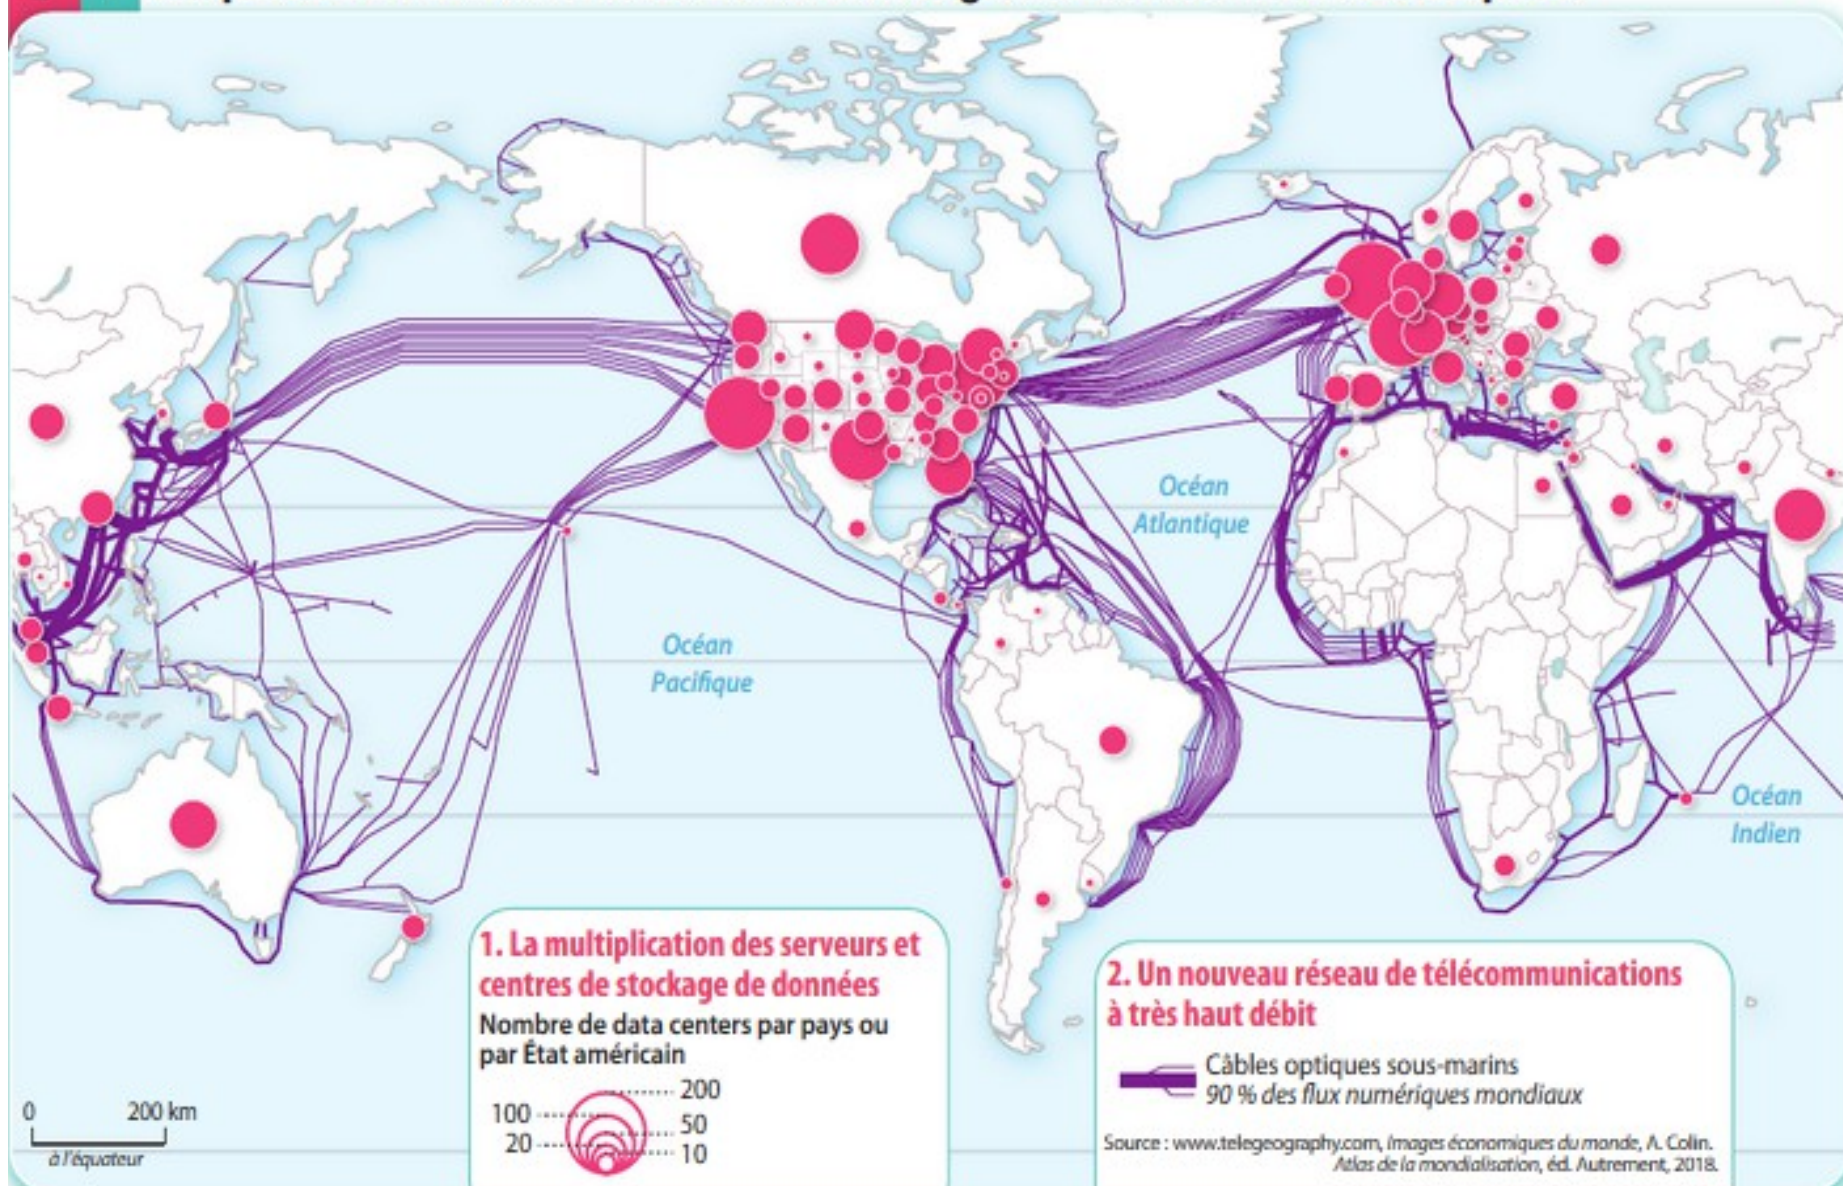 Océan
Atlantique
Océan
Pacifique
Océan
Indien
1. La multiplication des serveurs et
centres de stockage de données
Nombre de data centers par pays ou
par État américain
200
100
50
20
10
2. Un nouveau réseau de télécommunications
à très haut débit
Câbles optiques sous-marins
90 % des flux numériques mondiaux
Source : www.telegeography.com, Images économiques du monde, A. Colin.
Atlas de la mondialisation, éd. Autrement, 2018.
0 200 km
à l'équateur